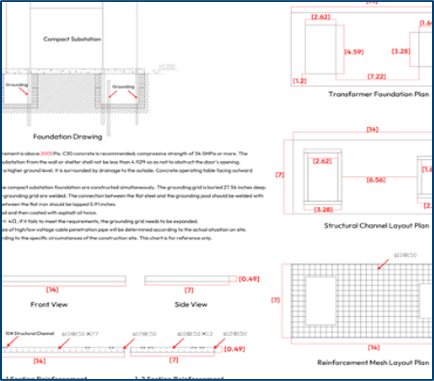 Compact Substation
Grounding
Grounding
Foundation Drawing
rement is above 2000Pa. C30 concrete is recommended, compressive strength of 34.5MPa or more. The
substation from the wall or shelter shall not be less than 4.92ft so as not to obstruct the door's opening.
a higher ground level. It is surrounded by drainage to the outside. Concrete operating table facing outward
e compact substation foundation are constructed simultaneously. The grounding grid is buried 27.56 inches deep.
grounding grid are welded. The connection between the flat steel and the grounding pool should be welded with
between the flat iron should be lapped 5.91 inches.
ed and then coated with asphalt oil twice.
< 4Ω, if it fails to meet the requirements, the grounding grid needs to be expanded.
ze of high/low-voltage cable penetration pipe will be determined according to the actual situation on site.
rding to the specific circumstances of the construction site. This chart is for reference only.
[14]
[7]
[0.49]
Front View
Side View
10# Structural Channel
[0.49]
[14]
[7]
[2.62]
[4.59]
[3.28]
[1.2]
[7.22]
Transformer Foundation Plan
[14]
[7]
[2.62]
[6.56]
[3.28]
Structural Channel Layout Plan
[7]
[14]
Reinforcement Mesh Layout Plan